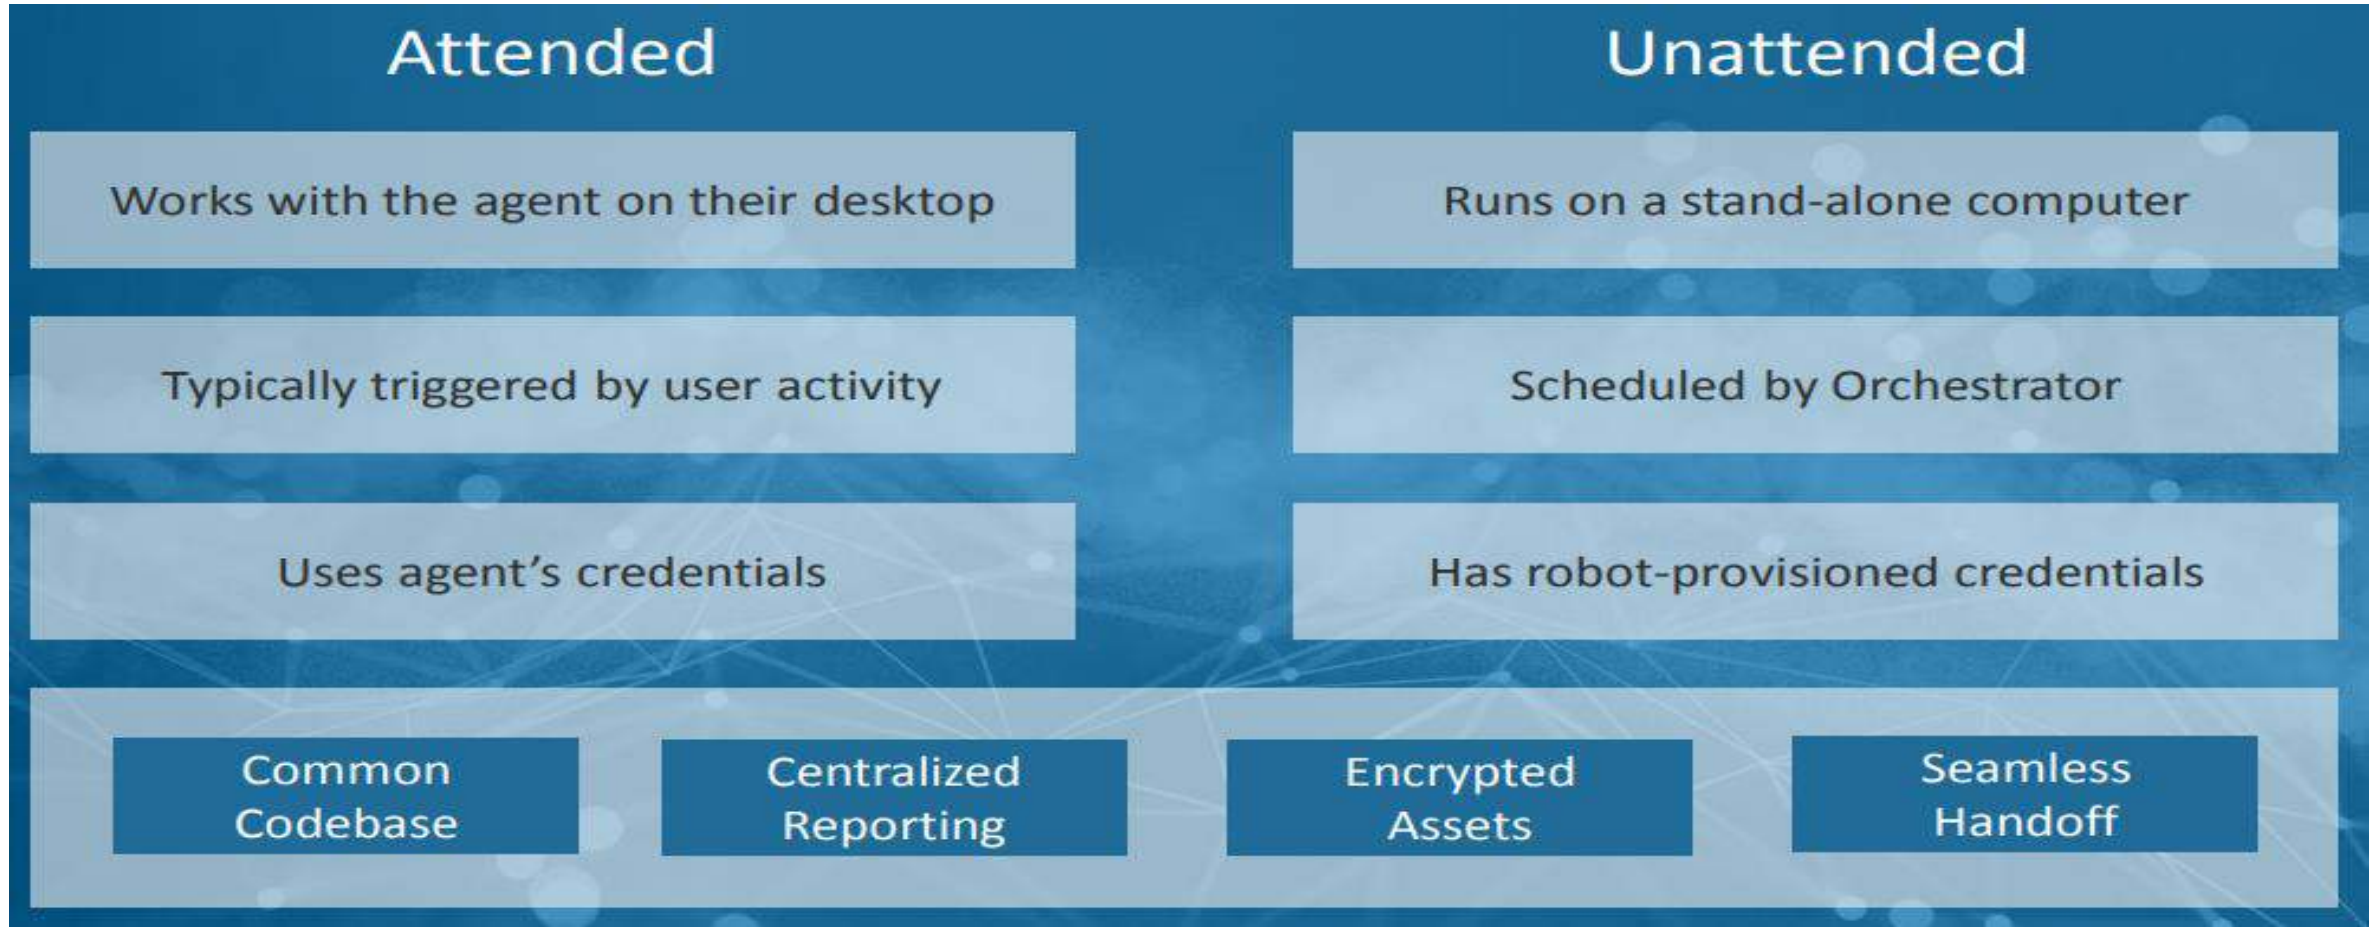 Attended
Unattended
Works with the agent on their desktop
Runs on a stand-alone computer
Typically triggered by user activity
Scheduled by Orchestrator
Uses agent’s credentials
Has robot-provisioned credentials
Common
Codebase
Centralized
Reporting
Encrypted
Assets
Seamless
Handoff